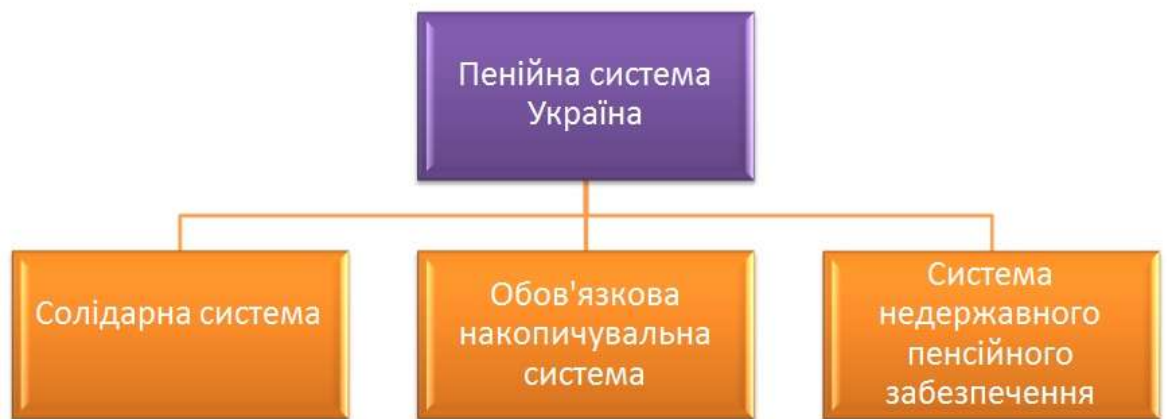 Пенійна система
Україна
Солідарна система
Обов'язкова
накопичувальна
система
Система
недержавного
пенсійного
забезпечення